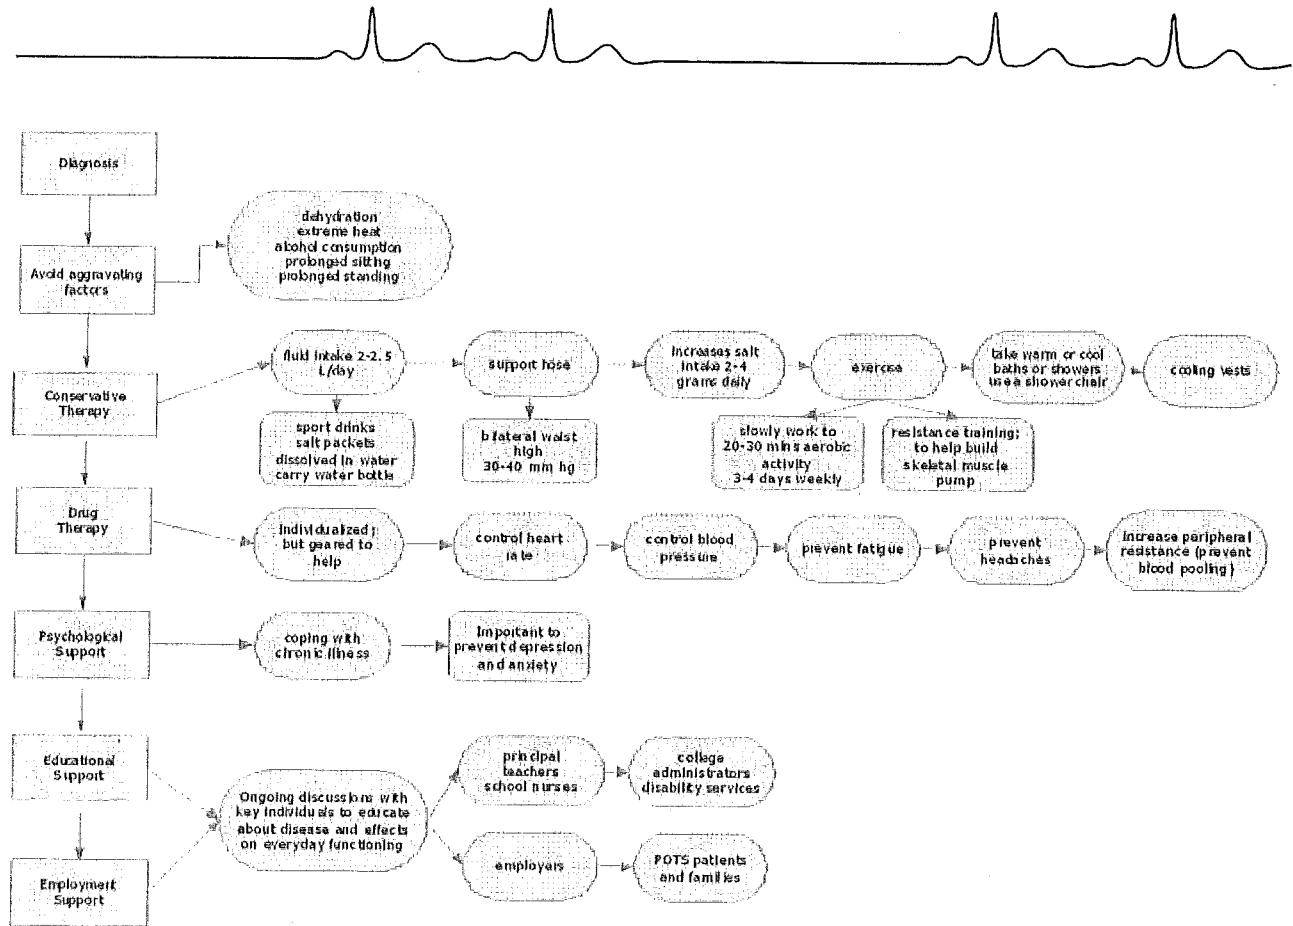 Diagnosis
Avoid aggravating
factors
dehydration
extreme heat
alcohol consumption
prolonged sitting
prolonged standing
Conservative
Therapy
fluid intake 2-2.5
L/day
support hose
Increases salt
intake 2-4
grams daily
exercise
take warm or cool
baths or showers
use a shower chair
cooling vests
sport drinks
salt packets
dissolved in water
carry water bottle
bilateral waist
high
30-40 mm hg
slowly work to
20-30 mins aerobic
activity
3-4 days weekly
resistance training;
to help build
skeletal muscle
pump
Drug
Therapy
Individualized;
but geared to
help
control heart
rate
control blood
pressure
prevent fatigue
prevent
headaches
Increase peripheral
resistance (prevent
blood pooling)
Psychological
Support
coping with
chronic illness
Important to
prevent depression
and anxiety
Educational
Support
Ongoing discussions with
key individuals to educate
about disease and effects
on everyday functioning
principal
teachers
school nurses
college
administrators
disability services
Employment
Support
employers
POTS patients
and families